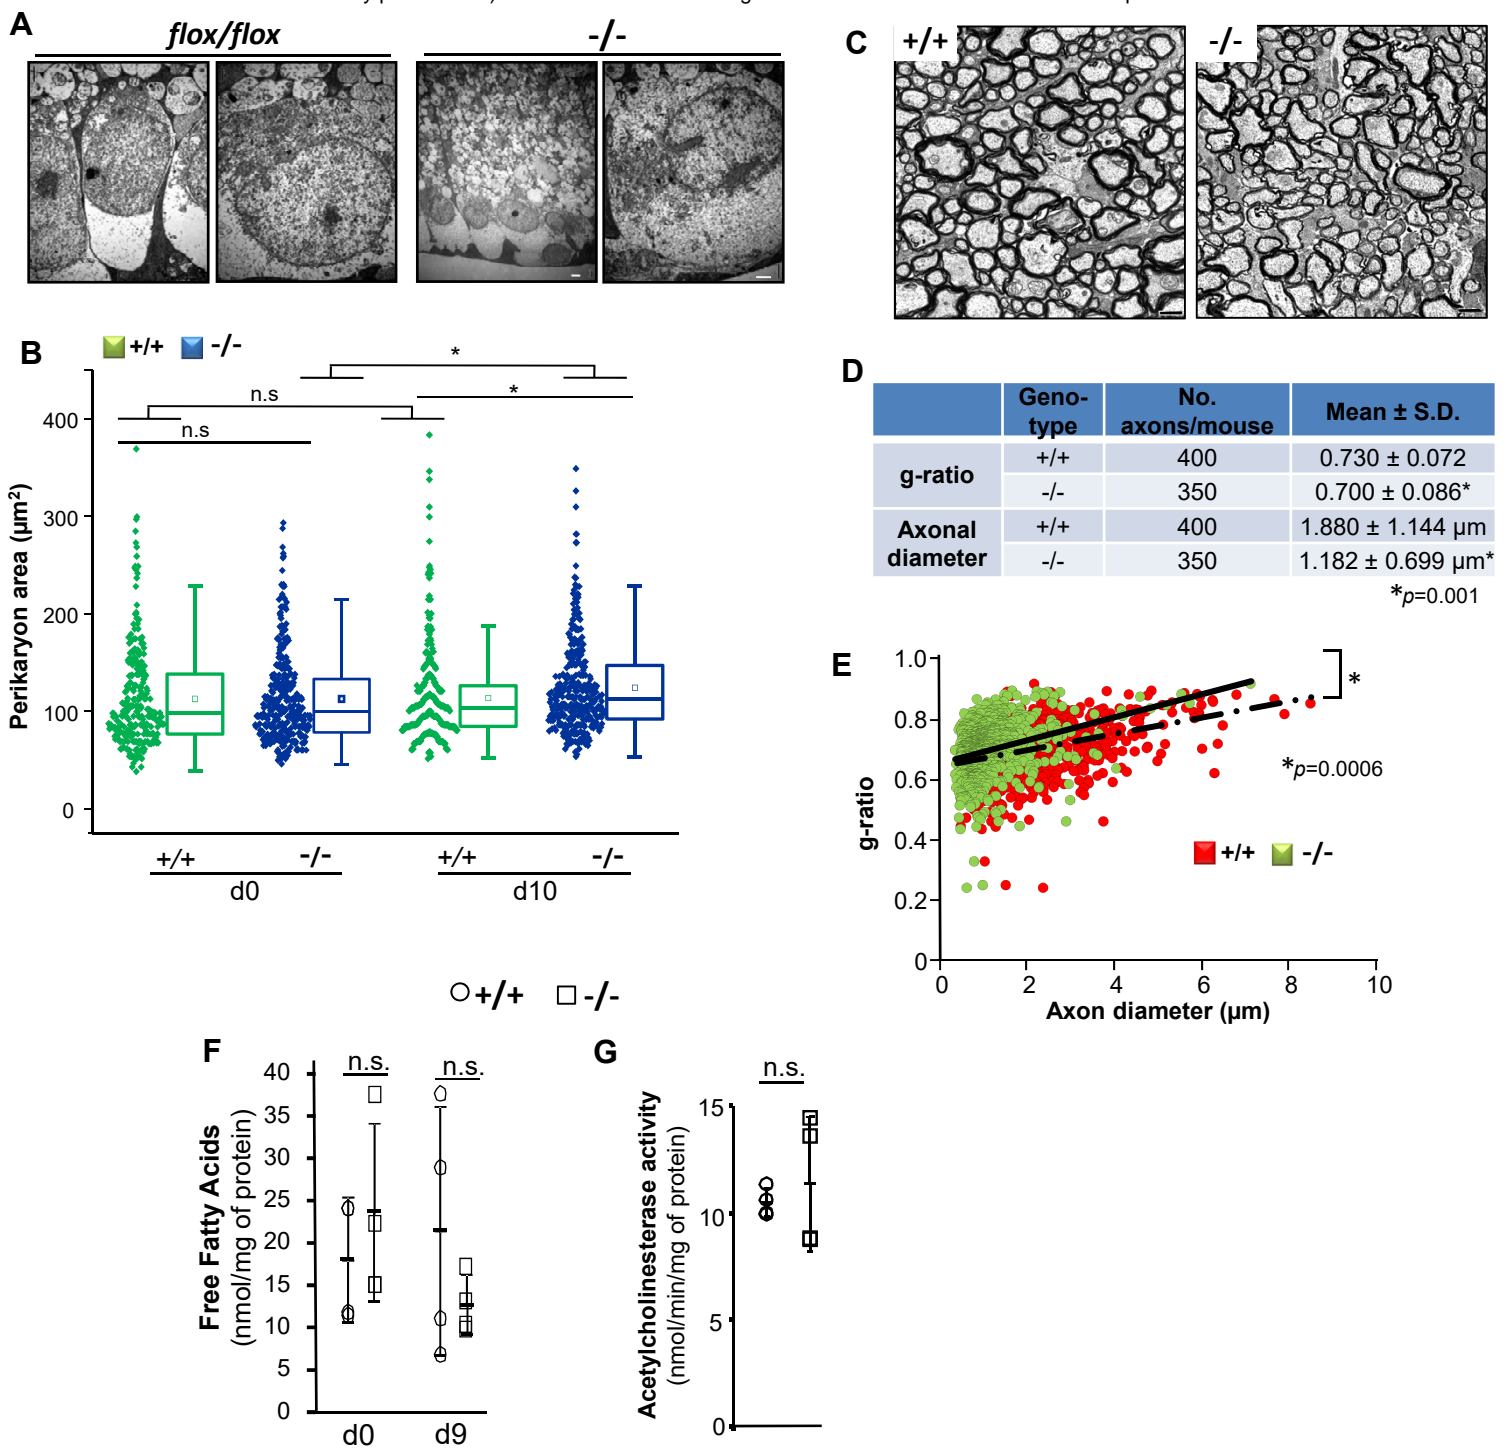 A
flox/flox
-/-
C
+/+
-/-
B
+/+
-/-
*
*
n.s
n.s
Perikaryon area (µm²)
400
300
200
100
0
+/+
-/-
+/+
-/-
d0
d10
D
Geno-type
No. axons/mouse
Mean ± S.D.
g-ratio
+/+
400
0.730 ± 0.072
-/-
350
0.700 ± 0.086*
Axonal diameter
+/+
400
1.880 ± 1.144 µm
-/-
350
1.182 ± 0.699 µm*
*p=0.001
E
1.0
0.8
0.6
0.4
0.2
0
g-ratio
*
*p=0.0006
+/+
-/-
0
2
4
6
8
10
Axon diameter (µm)
+/+
-/-
F
n.s.
n.s.
Free Fatty Acids
(nmol/mg of protein)
40
35
30
25
20
15
10
5
0
d0
d9
G
n.s.
Acetylcholinesterase activity
(nmol/min/mg of protein)
15
10
5
0